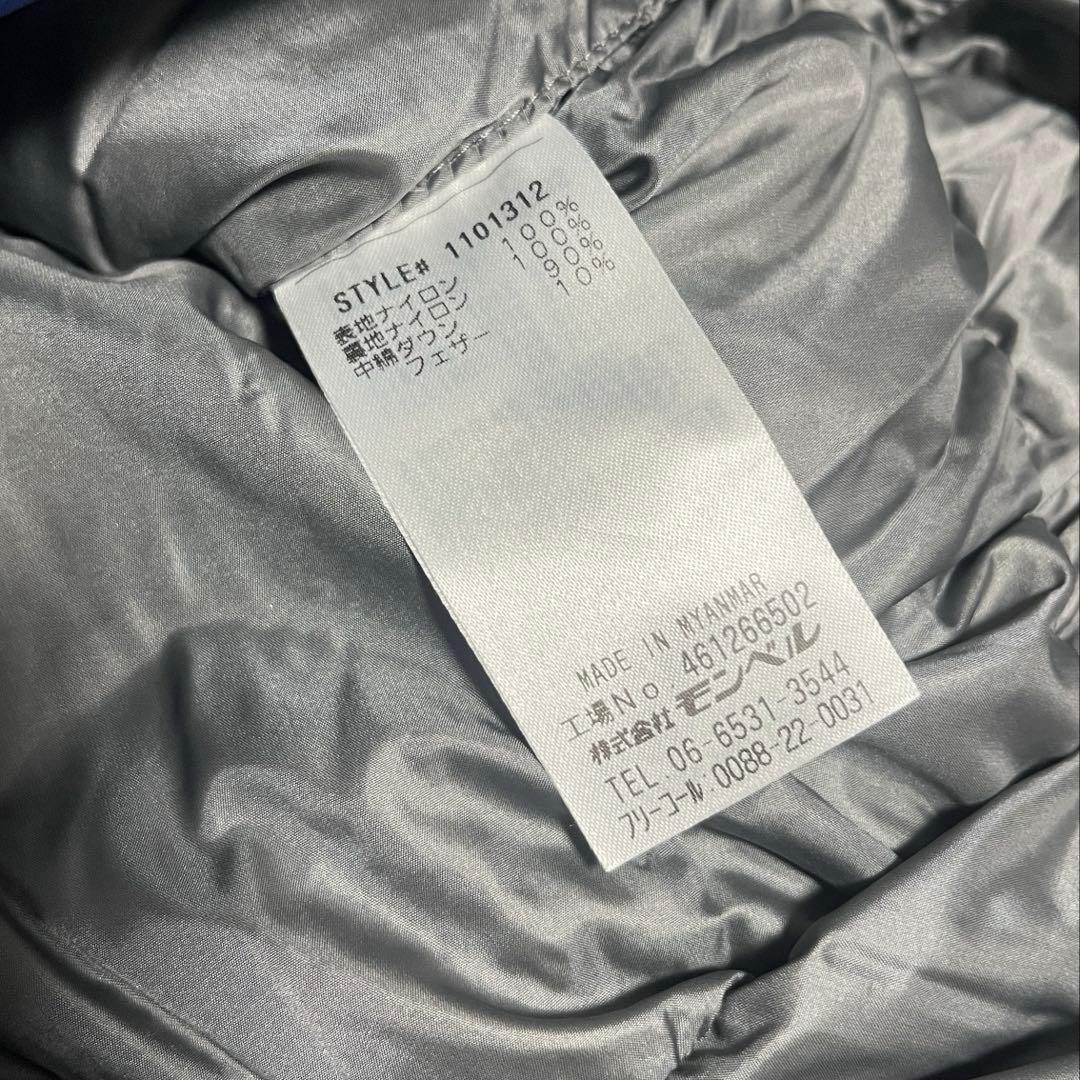 STYLE# 1101312
表地ナイロン 100%
裏地ナイロン 100%
中綿ダウン 90%
フェザー 10%
MADE IN MYANMAR
工場No 461266502
株式会社 モンベル
TEL.06-6531-3544
フリーコール:0088-22-0031